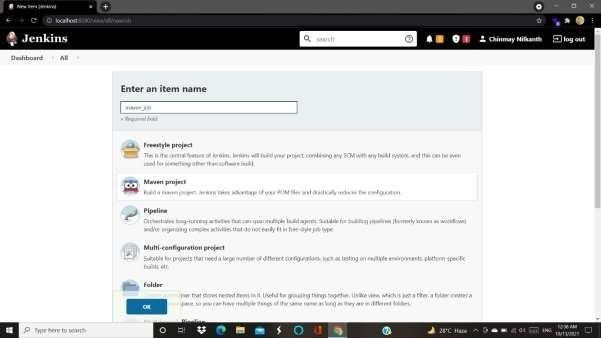 New Item [Jenkins]
localhost:8080/view/all/newJob
Jenkins
search
Chinmay Nilkanth
log out
Dashboard
All
Enter an item name
maven_job
» Required field
Freestyle project
This is the central feature of Jenkins. Jenkins will build your project, combining any SCM with any build system, and this can be even
used for something other than software build.
Maven project
Build a maven project. Jenkins takes advantage of your POM files and drastically reduces the configuration.
Pipeline
Orchestrates long-running activities that can span multiple build agents. Suitable for building pipelines (formerly known as workflows)
and/or organizing complex activities that do not easily fit in free-style job type.
Multi-configuration project
Suitable for projects that need a large number of different configurations, such as testing on multiple environments, platform-specific
builds, etc.
Folder
container that stores nested items in it. Useful for grouping things together. Unlike view, which is just a filter, a folder creates a
space, so you can have multiple things of the same name as long as they are in different folders.
OK
Pipeline
Type here to search
28°C Haze
ENG
12:36 AM
10/11/2021